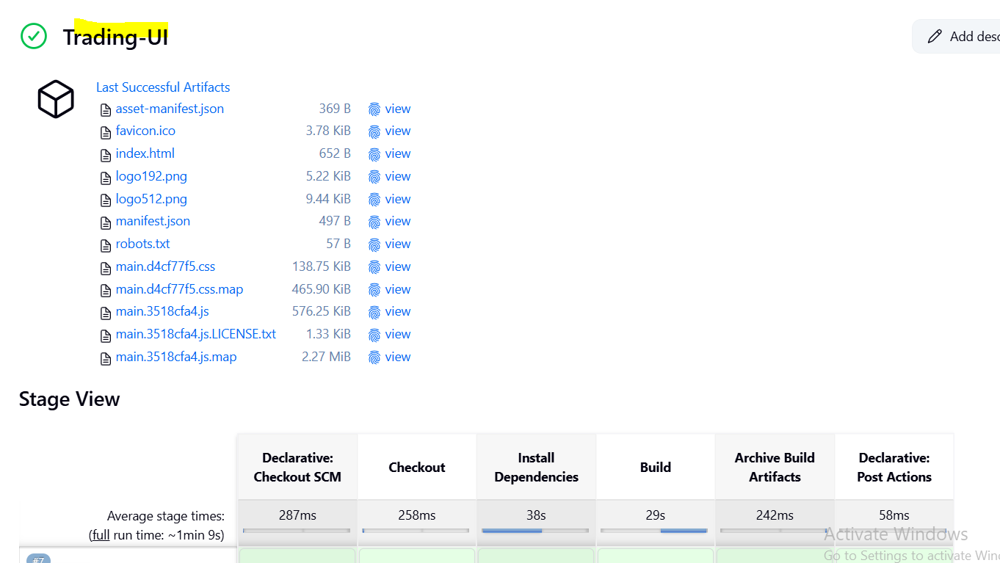 Trading-UI
Add desc
Last Successful Artifacts
asset-manifest.json 369 B view
favicon.ico 3.78 KiB view
index.html 652 B view
logo192.png 5.22 KiB view
logo512.png 9.44 KiB view
manifest.json 497 B view
robots.txt 57 B view
main.d4cf77f5.css 138.75 KiB view
main.d4cf77f5.css.map 465.90 KiB view
main.3518cfa4.js 576.25 KiB view
main.3518cfa4.js.LICENSE.txt 1.33 KiB view
main.3518cfa4.js.map 2.27 MiB view
Stage View
Declarative: Checkout SCM
Checkout
Install Dependencies
Build
Archive Build Artifacts
Declarative: Post Actions
Average stage times: 287ms 258ms 38s 29s 242ms 58ms
(full run time: ~1min 9s)
#7
Activate Windows
Go to Settings to activate Win